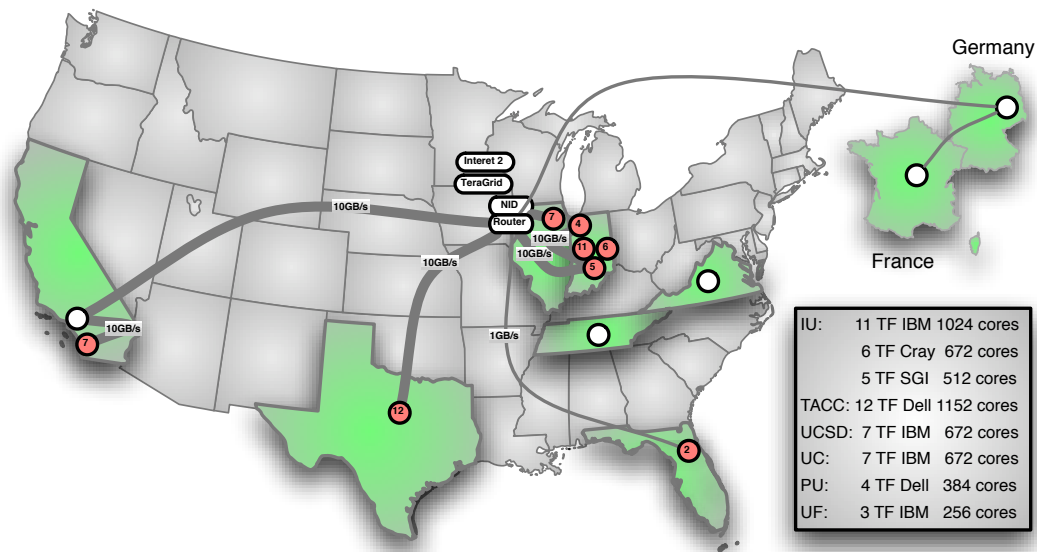 Germany
Interet 2
TeraGrid
NID
Router
7
4
10GB/s
10GB/s
11
6
10GB/s
5
10GB/s
France
10GB/s
7
1GB/s
12
2
IU: 11 TF IBM 1024 cores
6 TF Cray 672 cores
5 TF SGI 512 cores
TACC: 12 TF Dell 1152 cores
UCSD: 7 TF IBM 672 cores
UC: 7 TF IBM 672 cores
PU: 4 TF Dell 384 cores
UF: 3 TF IBM 256 cores